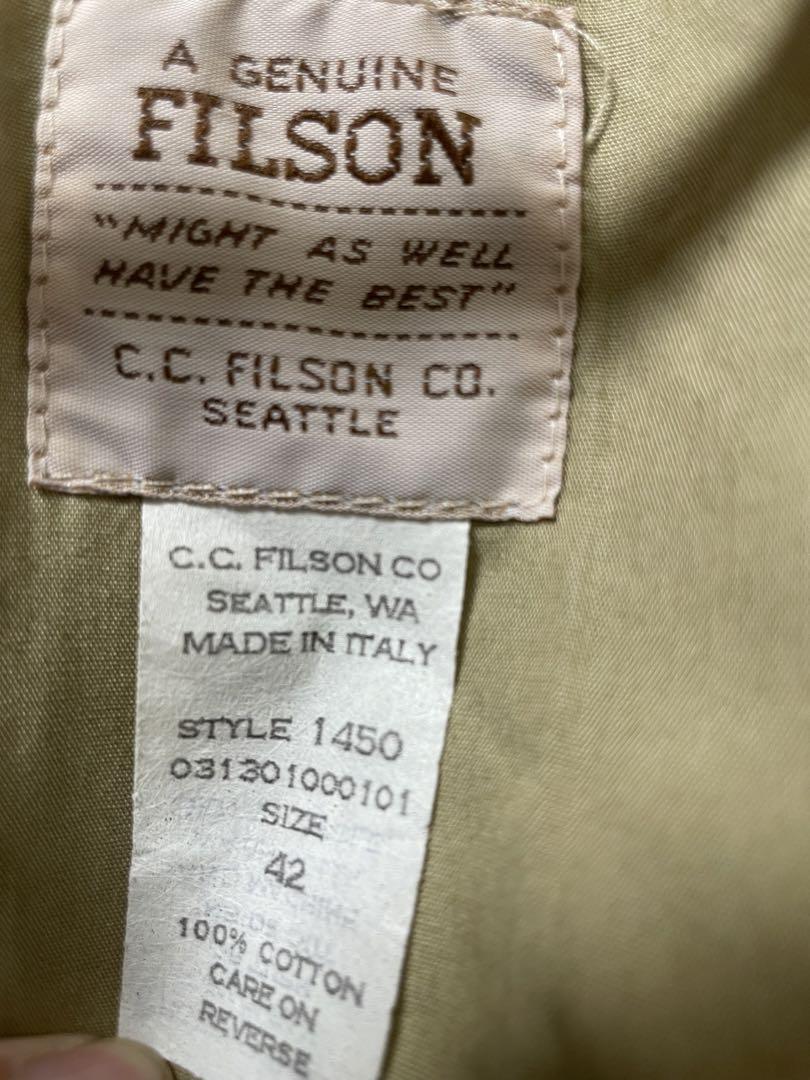 A GENUINE
FILSON
"MIGHT AS WELL
HAVE THE BEST"
C.C. FILSON CO.
SEATTLE
C.C. FILSON CO
SEATTLE, WA
MADE IN ITALY
STYLE 1450
031301000101
SIZE
42
100% COTTON
CARE ON
REVERSE